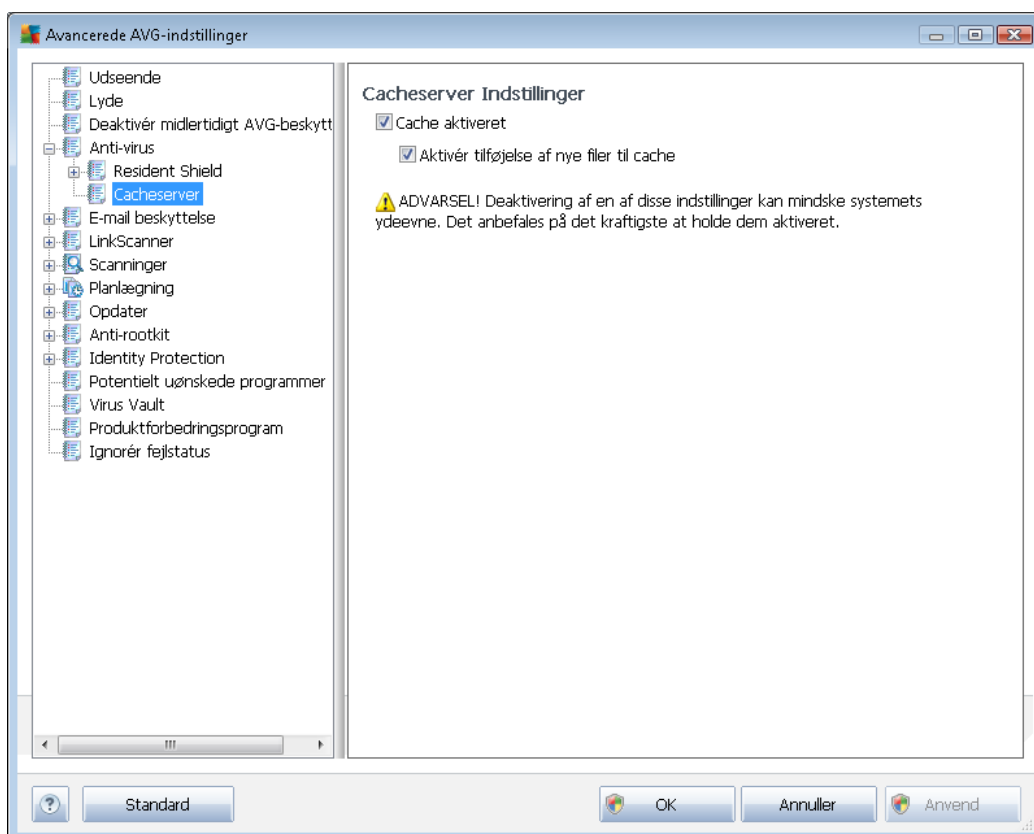 Avancerede AVG-indstillinger
Udseende
Lyde
Deaktivér midlertidigt AVG-beskytt
Anti-virus
Resident Shield
Cacheserver
E-mail beskyttelse
LinkScanner
Scanninger
Planlægning
Opdater
Anti-rootkit
Identity Protection
Potentielt uønskede programmer
Virus Vault
Produktforbedringsprogram
Ignorér fejlstatus
Cacheserver Indstillinger
Cache aktiveret
Aktivér tilføjelse af nye filer til cache
ADVARSEL! Deaktivering af en af disse indstillinger kan mindske systemets
ydeevne. Det anbefales på det kraftigste at holde dem aktiveret.
?
Standard
OK
Annuller
Anvend